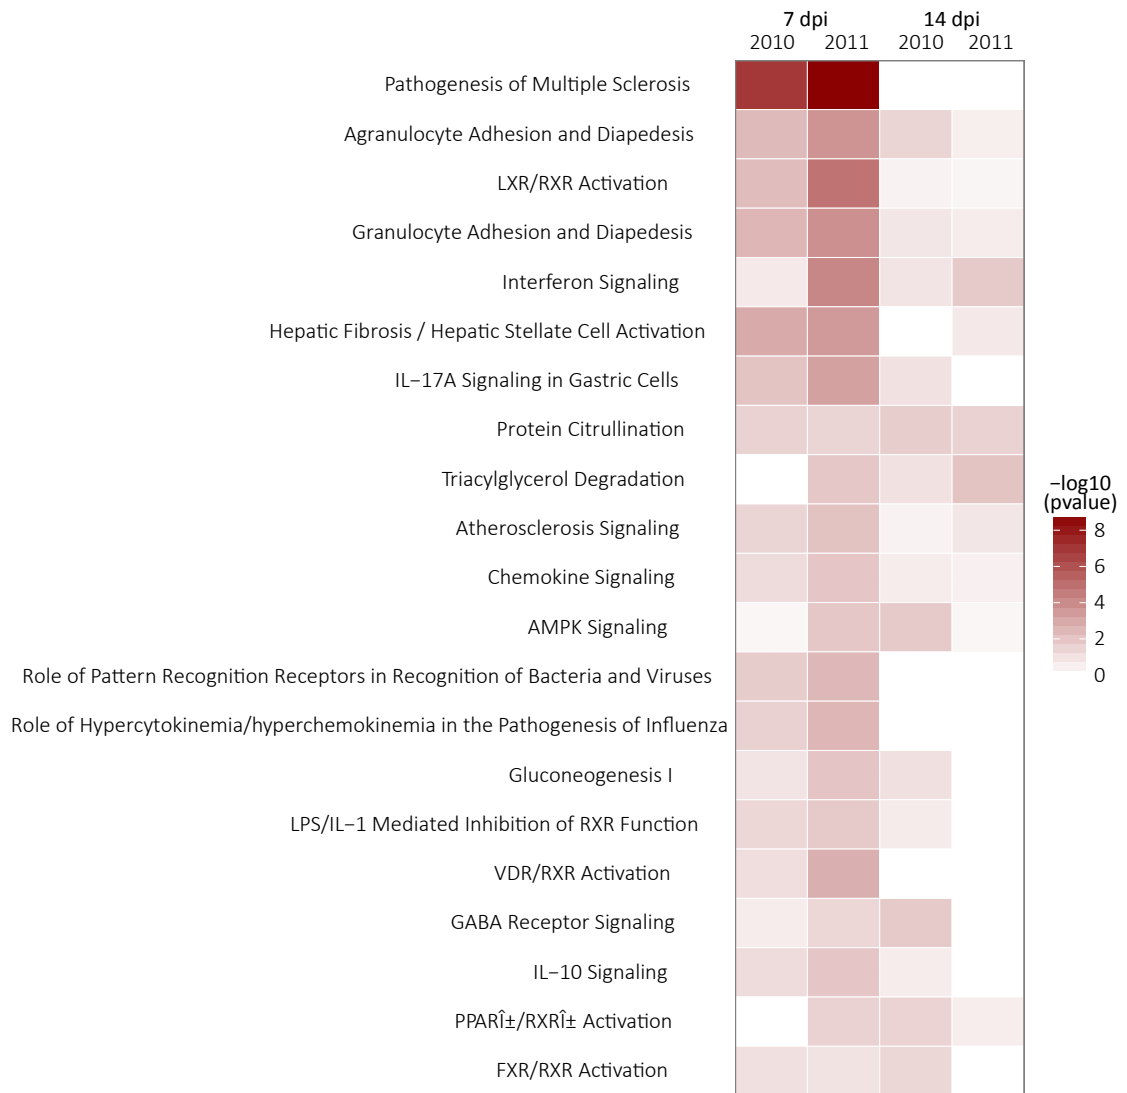 7 dpi 14 dpi
2010 2011 2010 2011
Pathogenesis of Multiple Sclerosis
Agranulocyte Adhesion and Diapedesis
LXR/RXR Activation
Granulocyte Adhesion and Diapedesis
Interferon Signaling
Hepatic Fibrosis / Hepatic Stellate Cell Activation
IL−17A Signaling in Gastric Cells
Protein Citrullination
Triacylglycerol Degradation
Atherosclerosis Signaling
Chemokine Signaling
AMPK Signaling
Role of Pattern Recognition Receptors in Recognition of Bacteria and Viruses
Role of Hypercytokinemia/hyperchemokinemia in the Pathogenesis of Influenza
Gluconeogenesis I
LPS/IL−1 Mediated Inhibition of RXR Function
VDR/RXR Activation
GABA Receptor Signaling
IL−10 Signaling
PPARÎ±/RXRÎ± Activation
FXR/RXR Activation
−log10
(pvalue)
8
6
4
2
0